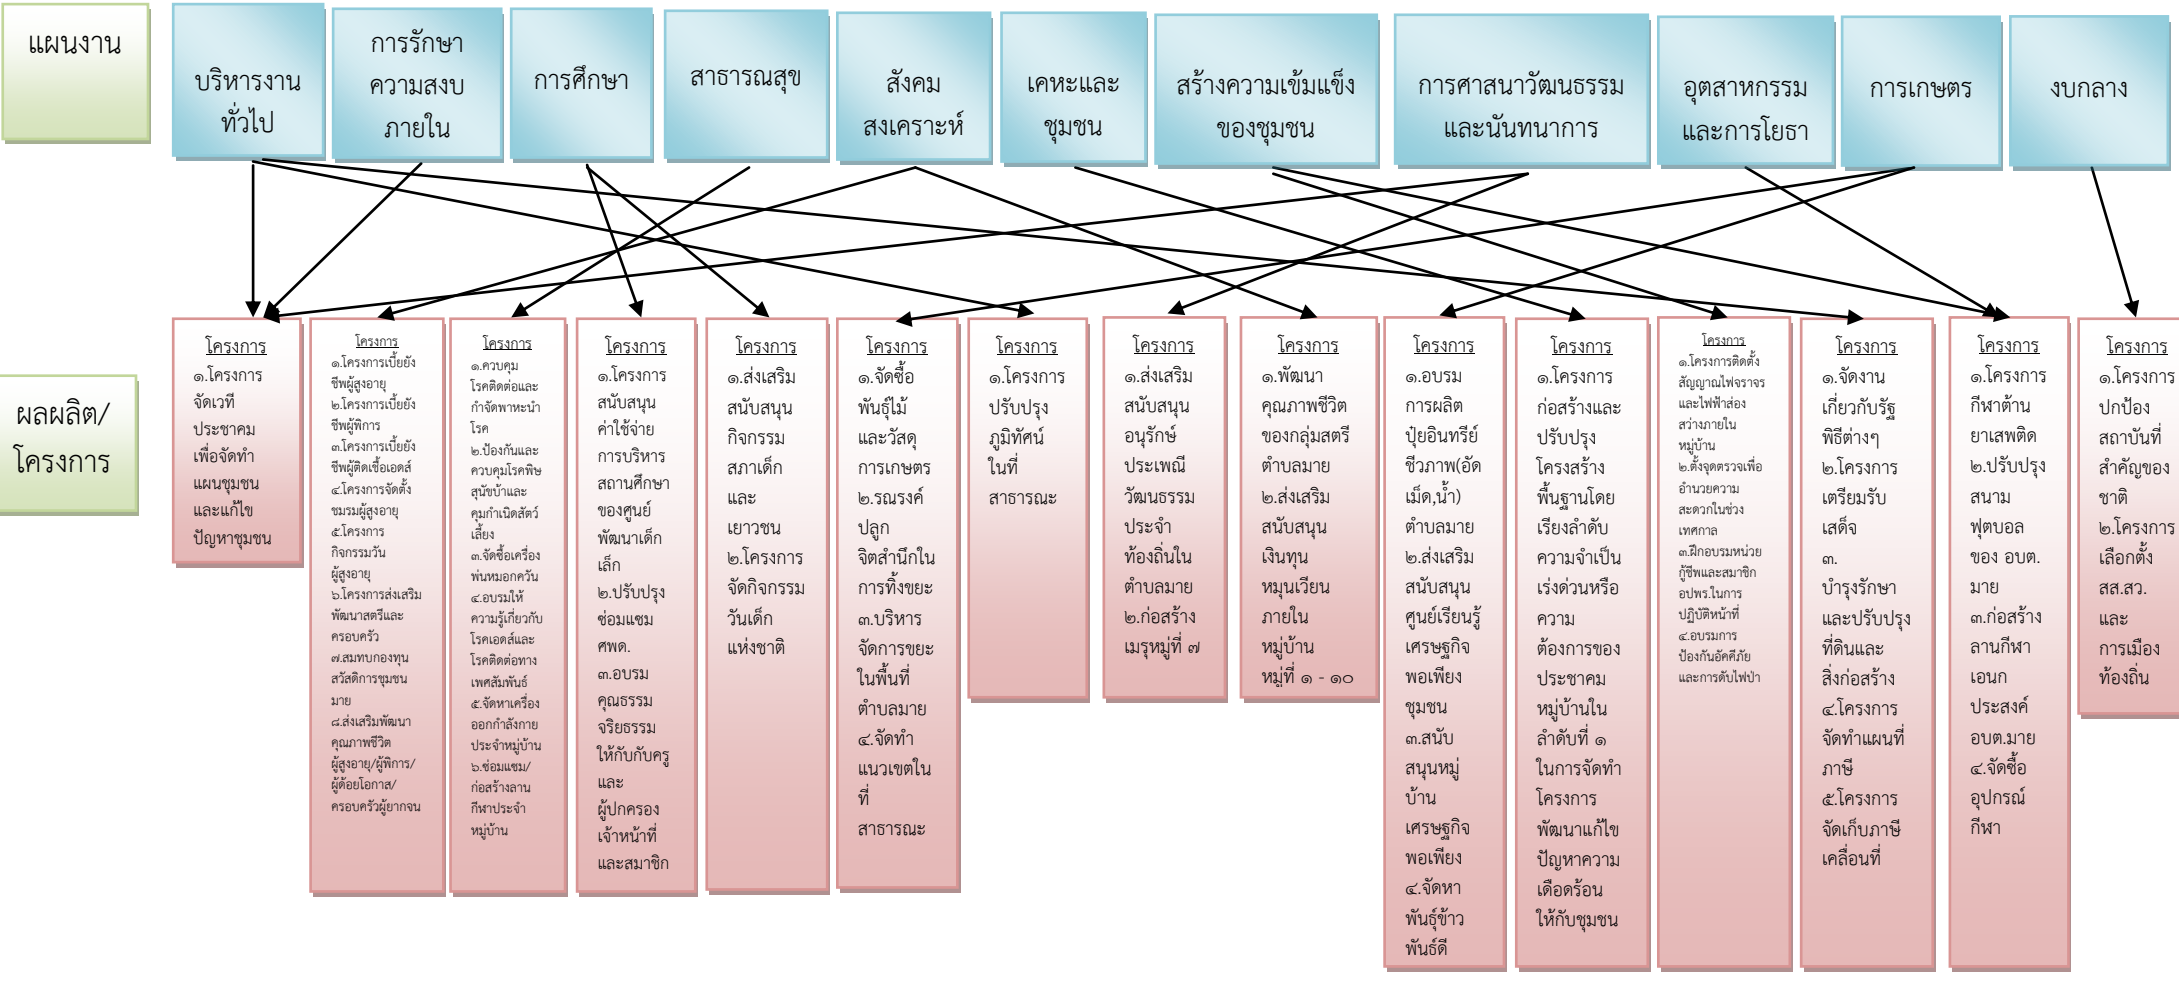 แผนงาน
บริหารงาน
ทั่วไป
การรักษา
ความสงบ
ภายใน
การศึกษา
สาธารณสุข
สังคม
สงเคราะห์
เคหะและ
ชุมชน
สร้างความเข้มแข็ง
ของชุมชน
การศาสนาวัฒนธรรม
และนันทนาการ
อุตสาหกรรม
และการโยธา
การเกษตร
งบกลาง
ผลผลิต/
โครงการ
โครงการ
๑.โครงการ
จัดเวที
ประชาคม
เพื่อจัดทำ
แผนชุมชน
และแก้ไข
ปัญหาชุมชน
โครงการ
๑.โครงการเบี้ยยัง
ชีพผู้สูงอายุ
๒.โครงการเบี้ยยัง
ชีพผู้พิการ
๓.โครงการเบี้ยยัง
ชีพผู้ติดเชื้อเอดส์
๔.โครงการจัดตั้ง
ชมรมผู้สูงอายุ
๕.โครงการ
กิจกรรมวัน
ผู้สูงอายุ
๖.โครงการส่งเสริม
พัฒนาสตรีและ
ครอบครัว
๗.สมทบกองทุน
สวัสดิการชุมชน
มาย
๘.ส่งเสริมพัฒนา
คุณภาพชีวิต
ผู้สูงอายุ/ผู้พิการ/
ผู้ด้อยโอกาส/
ครอบครัวผู้ยากจน
โครงการ
๑.ควบคุม
โรคติดต่อและ
กำจัดพาหะนำ
โรค
๒.ป้องกันและ
ควบคุมโรคพิษ
สุนัขบ้าและ
คุมกำเนิดสัตว์
เลี้ยง
๓.จัดซื้อเครื่อง
พ่นหมอกควัน
๔.อบรมให้
ความรู้เกี่ยวกับ
โรคเอดส์และ
โรคติดต่อทาง
เพศสัมพันธ์
๕.จัดหาเครื่อง
ออกกำลังกาย
ประจำหมู่บ้าน
๖.ซ่อมแซม/
ก่อสร้างลาน
กีฬาประจำ
หมู่บ้าน
โครงการ
๑.โครงการ
สนับสนุน
ค่าใช้จ่าย
การบริหาร
สถานศึกษา
ของศูนย์
พัฒนาเด็ก
เล็ก
๒.ปรับปรุง
ซ่อมแซม
ศพด.
๓.อบรม
คุณธรรม
จริยธรรม
ให้กับกับครู
และ
ผู้ปกครอง
เจ้าหน้าที่
และสมาชิก
โครงการ
๑.ส่งเสริม
สนับสนุน
กิจกรรม
สภาเด็ก
และ
เยาวชน
๒.โครงการ
จัดกิจกรรม
วันเด็ก
แห่งชาติ
โครงการ
๑.จัดซื้อ
พันธุ์ไม้
และวัสดุ
การเกษตร
๒.รณรงค์
ปลูก
จิตสำนึกใน
การทิ้งขยะ
๓.บริหาร
จัดการขยะ
ในพื้นที่
ตำบลมาย
๔.จัดทำ
แนวเขตใน
ที่
สาธารณะ
โครงการ
๑.โครงการ
ปรับปรุง
ภูมิทัศน์
ในที่
สาธารณะ
โครงการ
๑.ส่งเสริม
สนับสนุน
อนุรักษ์
ประเพณี
วัฒนธรรม
ประจำ
ท้องถิ่นใน
ตำบลมาย
๒.ก่อสร้าง
เมรุหมู่ที่ ๗
โครงการ
๑.พัฒนา
คุณภาพชีวิต
ของกลุ่มสตรี
ตำบลมาย
๒.ส่งเสริม
สนับสนุน
เงินทุน
หมุนเวียน
ภายใน
หมู่บ้าน
หมู่ที่ ๑ - ๑๐
โครงการ
๑.อบรม
การผลิต
ปุ๋ยอินทรีย์
ชีวภาพ(อัด
เม็ด,น้ำ)
ตำบลมาย
๒.ส่งเสริม
สนับสนุน
ศูนย์เรียนรู้
เศรษฐกิจ
พอเพียง
ชุมชน
๓.สนับ
สนุนหมู่
บ้าน
เศรษฐกิจ
พอเพียง
๔.จัดหา
พันธุ์ข้าว
พันธ์ดี
โครงการ
๑.โครงการ
ก่อสร้างและ
ปรับปรุง
โครงสร้าง
พื้นฐานโดย
เรียงลำดับ
ความจำเป็น
เร่งด่วนหรือ
ความ
ต้องการของ
ประชาคม
หมู่บ้านใน
ลำดับที่ ๑
ในการจัดทำ
โครงการ
พัฒนาแก้ไข
ปัญหาความ
เดือดร้อน
ให้กับชุมชน
โครงการ
๑.โครงการติดตั้ง
สัญญาณไฟจราจร
และไฟฟ้าส่อง
สว่างภายใน
หมู่บ้าน
๒.ตั้งจุดตรวจเพื่อ
อำนวยความ
สะดวกในช่วง
เทศกาล
๓.ฝึกอบรมหน่วย
กู้ชีพและสมาชิก
อปพร.ในการ
ปฏิบัติหน้าที่
๔.อบรมการ
ป้องกันอัคคีภัย
และการดับไฟป่า
โครงการ
๑.จัดงาน
เกี่ยวกับรัฐ
พิธีต่างๆ
๒.โครงการ
เตรียมรับ
เสด็จ
๓.
บำรุงรักษา
และปรับปรุง
ที่ดินและ
สิ่งก่อสร้าง
๔.โครงการ
จัดทำแผนที่
ภาษี
๕.โครงการ
จัดเก็บภาษี
เคลื่อนที่
โครงการ
๑.โครงการ
กีฬาต้าน
ยาเสพติด
๒.ปรับปรุง
สนาม
ฟุตบอล
ของ อบต.
มาย
๓.ก่อสร้าง
ลานกีฬา
เอนก
ประสงค์
อบต.มาย
๔.จัดซื้อ
อุปกรณ์
กีฬา
โครงการ
๑.โครงการ
ปกป้อง
สถาบันที่
สำคัญของ
ชาติ
๒.โครงการ
เลือกตั้ง
สส.สว.
และ
การเมือง
ท้องถิ่น